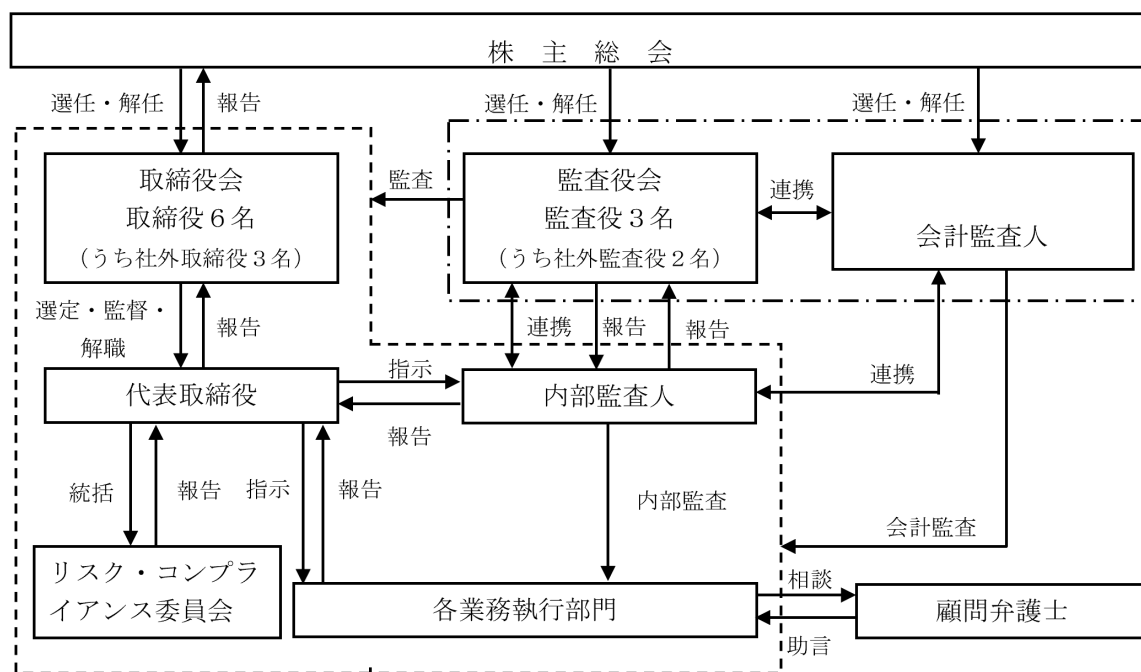 株 主 総 会
選任・解任
報告
選任・解任
選任・解任
取締役会
取締役６名
（うち社外取締役３名）
監査
監査役会
監査役３名
（うち社外監査役２名）
連携
会計監査人
選定・監督・
解職
報告
連携
報告
報告
代表取締役
指示
報告
内部監査人
連携
統括
報告
指示
報告
内部監査
会計監査
リスク・コンプラ
イアンス委員会
各業務執行部門
相談
助言
顧問弁護士